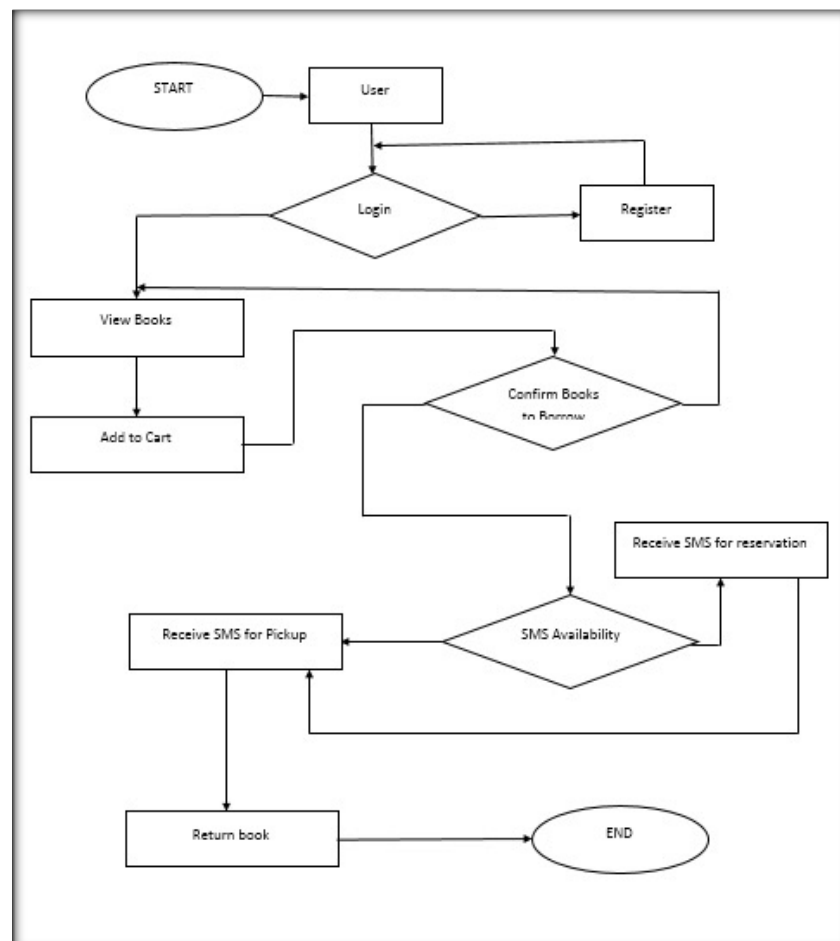 START
User
Login
Register
View Books
Confirm Books
to Borrow
Add to Cart
Receive SMS for reservation
Receive SMS for Pickup
SMS Availability
Return book
END